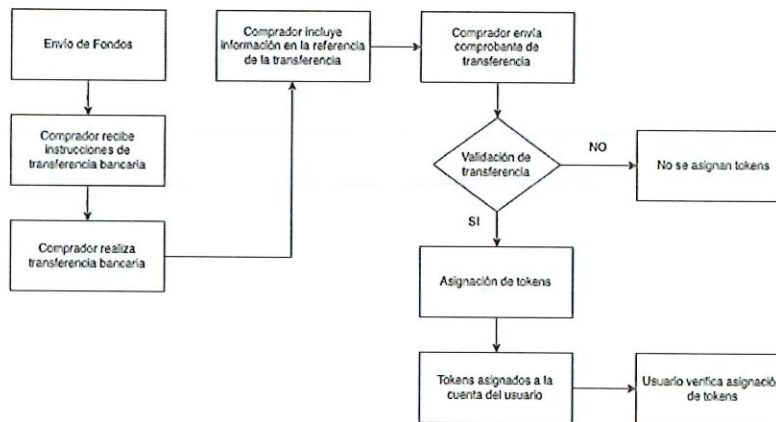 Envío de Fondos
Comprador recibe
instrucciones de
transferencia bancaria
Comprador realiza
transferencia bancaria
Comprador incluye
información en la referencia
de la transferencia
Comprador envía
comprobante de
transferencia
Validación de
transferencia
NO
No se asignan tokens
SI
Asignación de tokens
Tokens asignados a la
cuenta del usuario
Usuario verifica asignación
de tokens